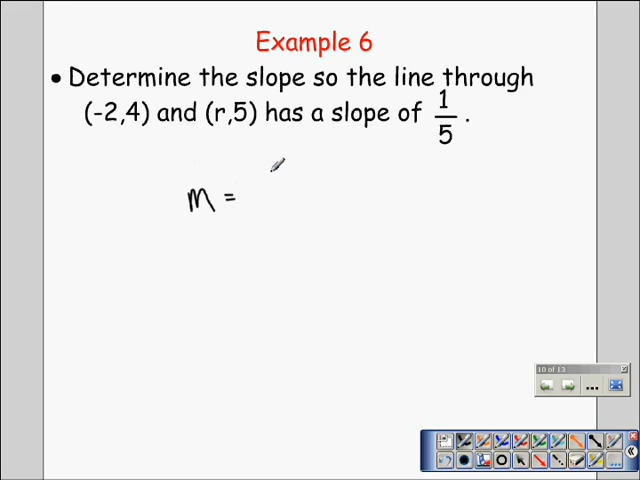 Example 6
• Determine the slope so the line through
(-2,4) and (r,5) has a slope of 1/5 .
m =
10 of 13
...